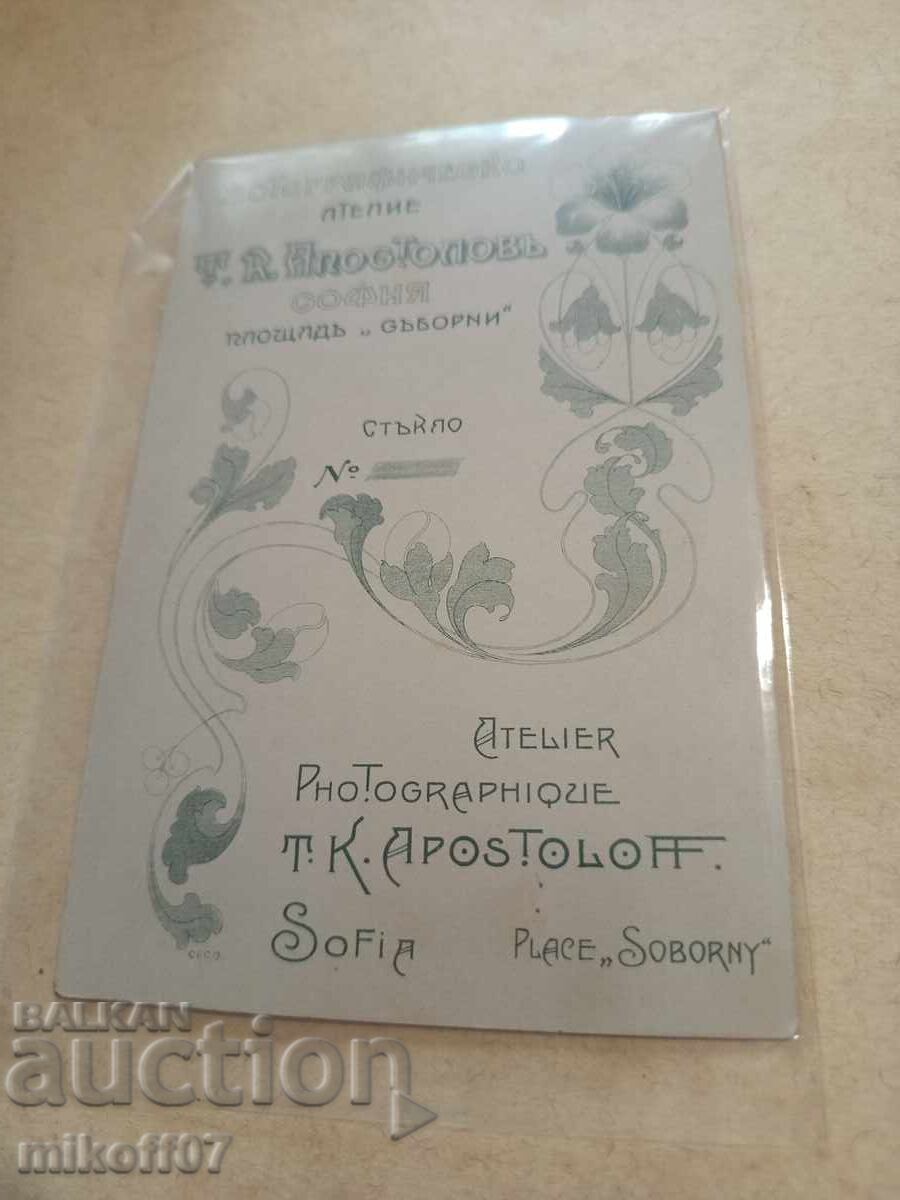 Фотографическо
ателие
Т. К. Апостоловъ
София
площадь „Съборни“
стъкло
№
Atelier
Photographique
T. K. Apostoloff.
Sofia Place „Soborny“
BALKAN
auction
mikoff07